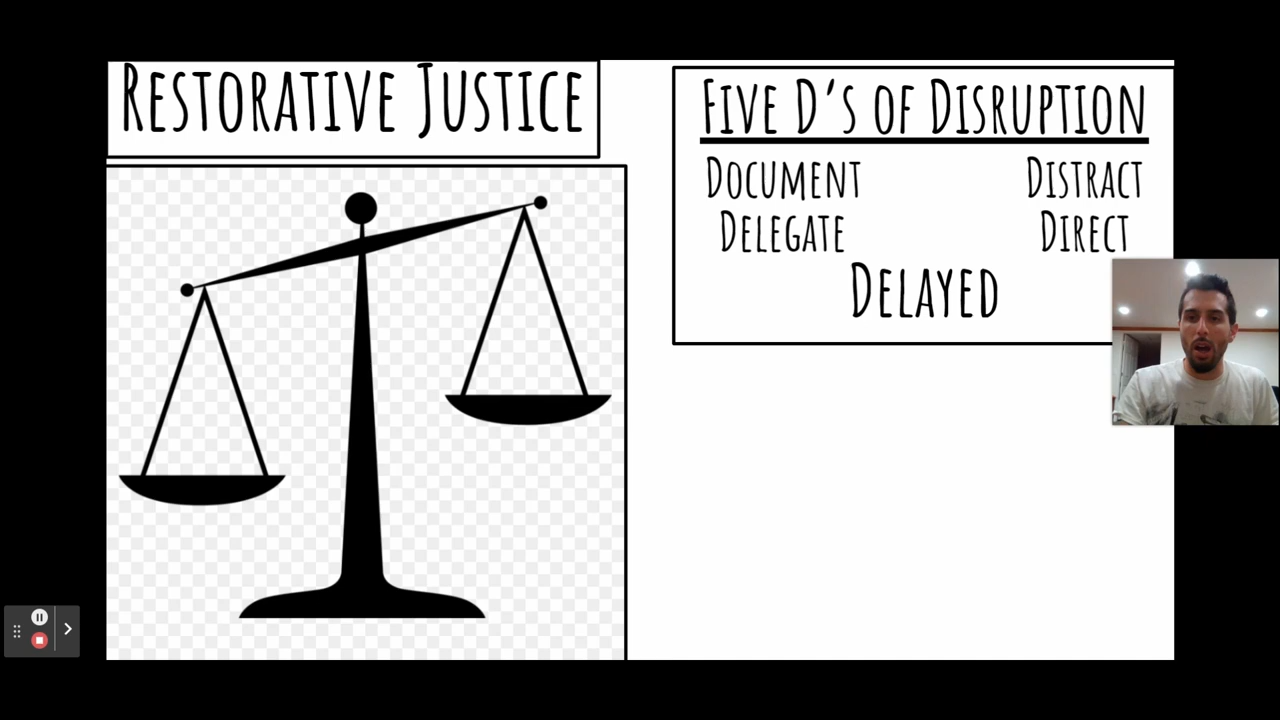 Restorative Justice
Five D's of Disruption
Document
Distract
Delegate
Direct
Delayed